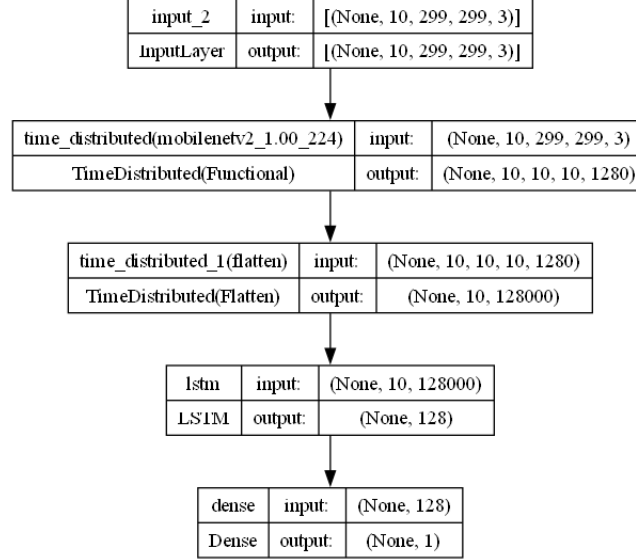 input_2 input: [(None, 10, 299, 299, 3)]
InputLayer output: [(None, 10, 299, 299, 3)]
time_distributed(mobilenetv2_1.00_224) input: (None, 10, 299, 299, 3)
TimeDistributed(Functional) output: (None, 10, 10, 10, 1280)
time_distributed_1(flatten) input: (None, 10, 10, 10, 1280)
TimeDistributed(Flatten) output: (None, 10, 128000)
lstm input: (None, 10, 128000)
LSTM output: (None, 128)
dense input: (None, 128)
Dense output: (None, 1)